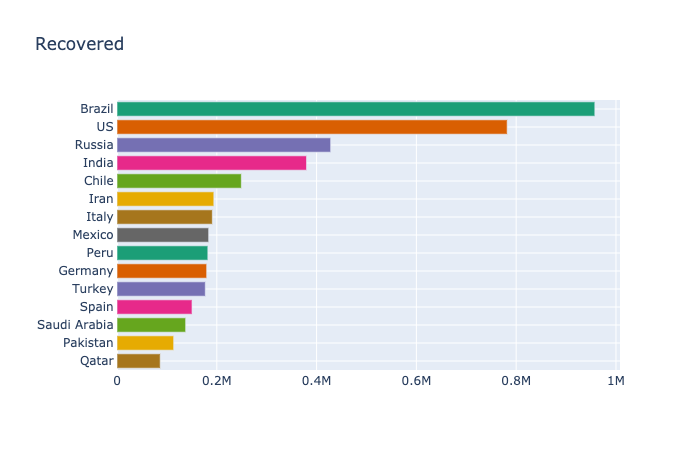 Recovered
Brazil
US
Russia
India
Chile
Iran
Italy
Mexico
Peru
Germany
Turkey
Spain
Saudi Arabia
Pakistan
Qatar
0 0.2M 0.4M 0.6M 0.8M 1M